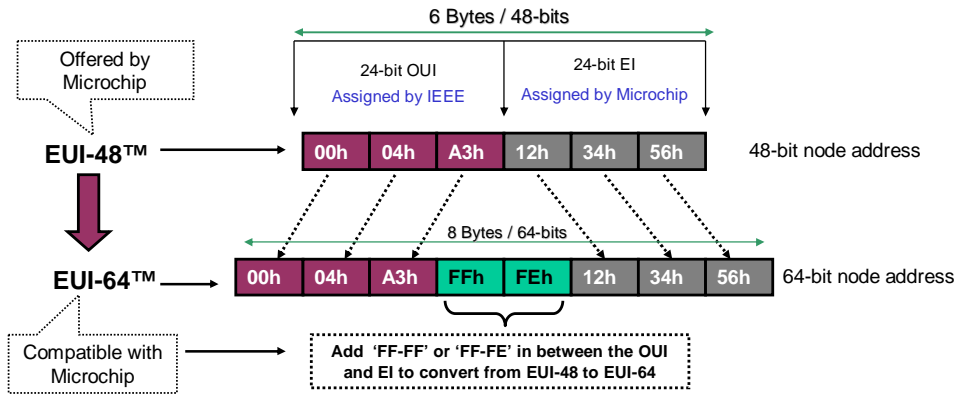 6 Bytes / 48-bits
Offered by
Microchip
24-bit OUI
Assigned by IEEE
24-bit EI
Assigned by Microchip
EUI-48™
00h 04h A3h 12h 34h 56h
48-bit node address
8 Bytes / 64-bits
EUI-64™
00h 04h A3h FFh FEh 12h 34h 56h
64-bit node address
Compatible with
Microchip
Add ‘FF-FF’ or ‘FF-FE’ in between the OUI
and EI to convert from EUI-48 to EUI-64